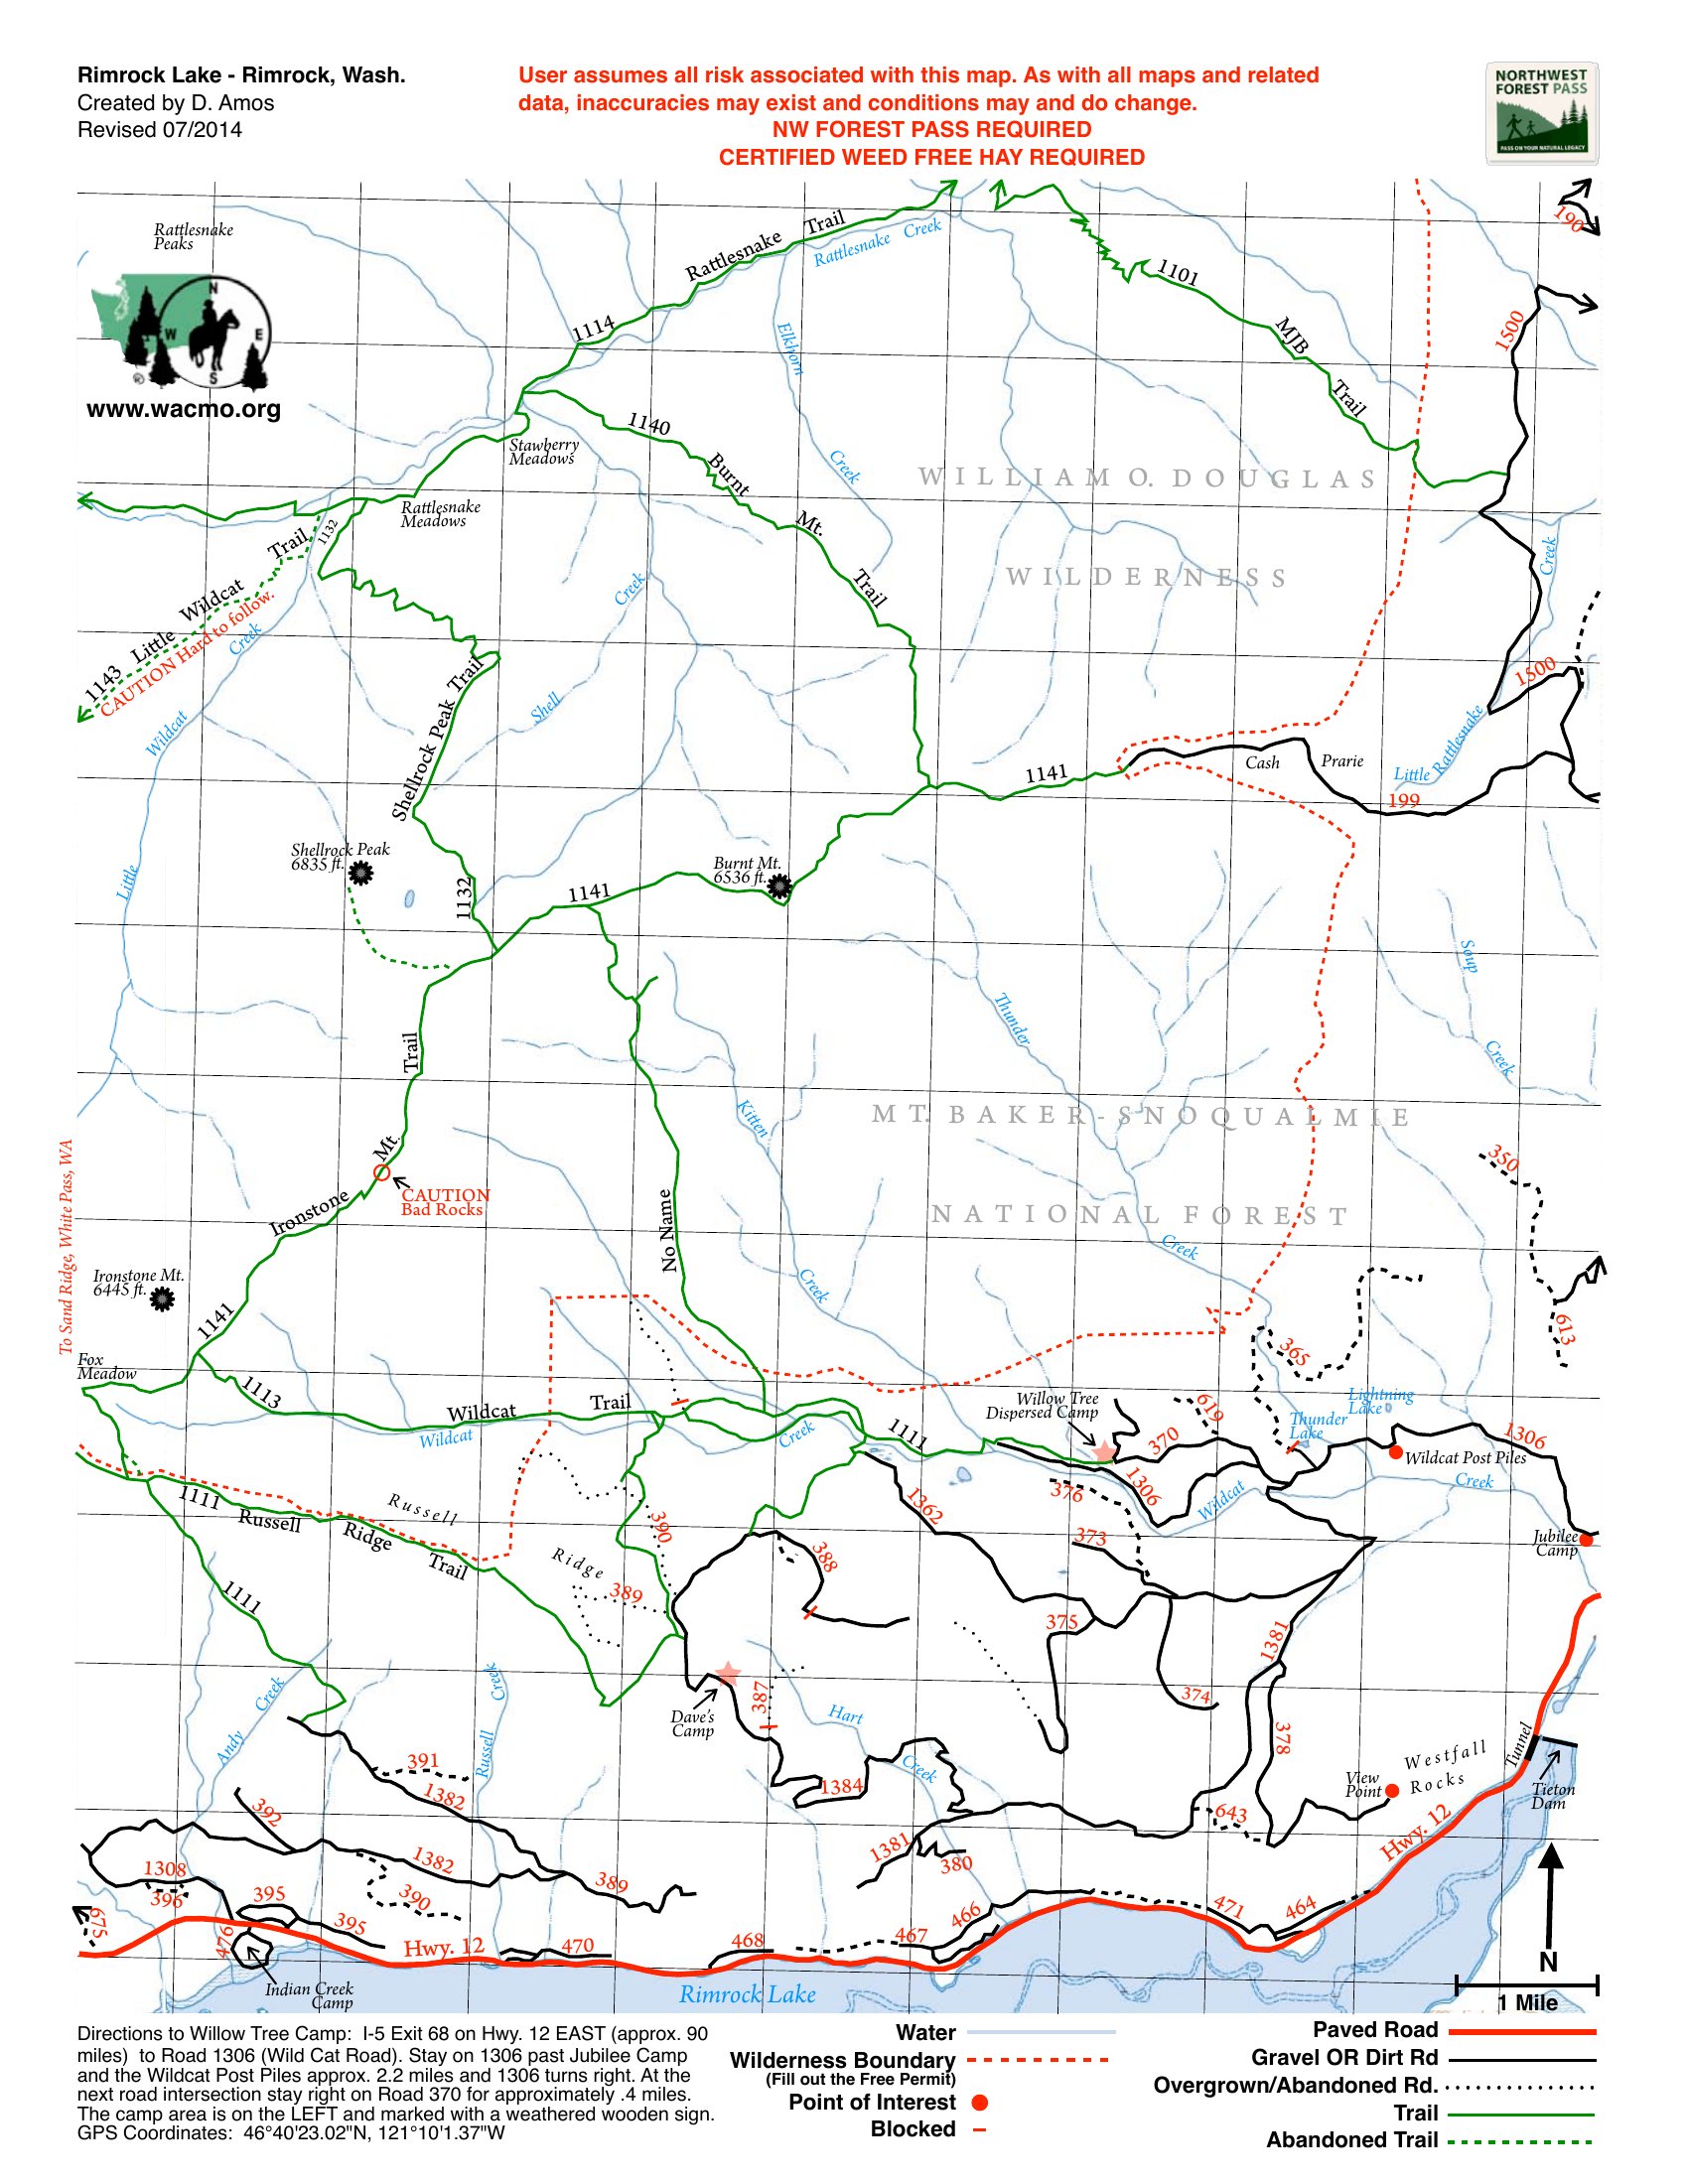 Rimrock Lake - Rimrock, Wash.
Created by D. Amos
Revised 07/2014
User assumes all risk associated with this map. As with all maps and related
data, inaccuracies may exist and conditions may and do change.
NW FOREST PASS REQUIRED
CERTIFIED WEED FREE HAY REQUIRED
NORTHWEST
FOREST PASS
PASS ON YOUR NATURAL LEGACY
190
Rattlesnake
Peaks
Rattlesnake Trail
Rattlesnake Creek
1101
MJB
Trail
1500
N
W
E
S
®
www.wacmo.org
1114
Elkhorn
Creek
1140
Burnt
Mt.
Trail
Stawberry
Meadows
WILLIAM O. DOUGLAS
WILDERNESS
Rattlesnake
Meadows
1132
1143 Little Wildcat Trail
CAUTION Hard to follow.
Creek
Wildcat
Little
Creek
Shell
Creek
1500
Little Rattlesnake
Shellrock Peak Trail
1141
Cash
Prarie
199
Shellrock Peak
6835 ft.
Burnt Mt.
6536 ft.
1132
1141
Soup
Creek
Thunder
Trail
Kitten
MT. BAKER-SNOQUALMIE
Mt.
350
CAUTION
Bad Rocks
Ironstone
No Name
NATIONAL FOREST
Creek
To Sand Ridge, White Pass, WA
Ironstone Mt.
6445 ft.
Creek
1141
613
365
Fox
Meadow
1113
Wildcat
Trail
Wildcat
Creek
1111
Willow Tree
Dispersed Camp
619
Lightning
Lake
Thunder
Lake
370
1306
Wildcat Post Piles
Creek
1306
376
Wildcat
1111
Russell
Ridge
Trail
Russell
Ridge
390
1362
373
Jubilee
Camp
388
389
1111
375
1381
374
Andy
Creek
Russell
Creek
Dave's
Camp
387
Hart
Creek
378
Tunnel
Westfall
Rocks
View
Point
Tieton
Dam
391
1382
392
1384
643
Hwy. 12
1382
1381
380
1308
396
395
390
389
675
476
395
Hwy. 12
470
468
467
466
471
464
Indian Creek
Camp
Rimrock Lake
N
1 Mile
Directions to Willow Tree Camp: I-5 Exit 68 on Hwy. 12 EAST (approx. 90
miles) to Road 1306 (Wild Cat Road). Stay on 1306 past Jubilee Camp
and the Wildcat Post Piles approx. 2.2 miles and 1306 turns right. At the
next road intersection stay right on Road 370 for approximately .4 miles.
The camp area is on the LEFT and marked with a weathered wooden sign.
GPS Coordinates: 46°40'23.02"N, 121°10'1.37"W
Water
Wilderness Boundary
(Fill out the Free Permit)
Point of Interest
Blocked
Paved Road
Gravel OR Dirt Rd
Overgrown/Abandoned Rd.
Trail
Abandoned Trail